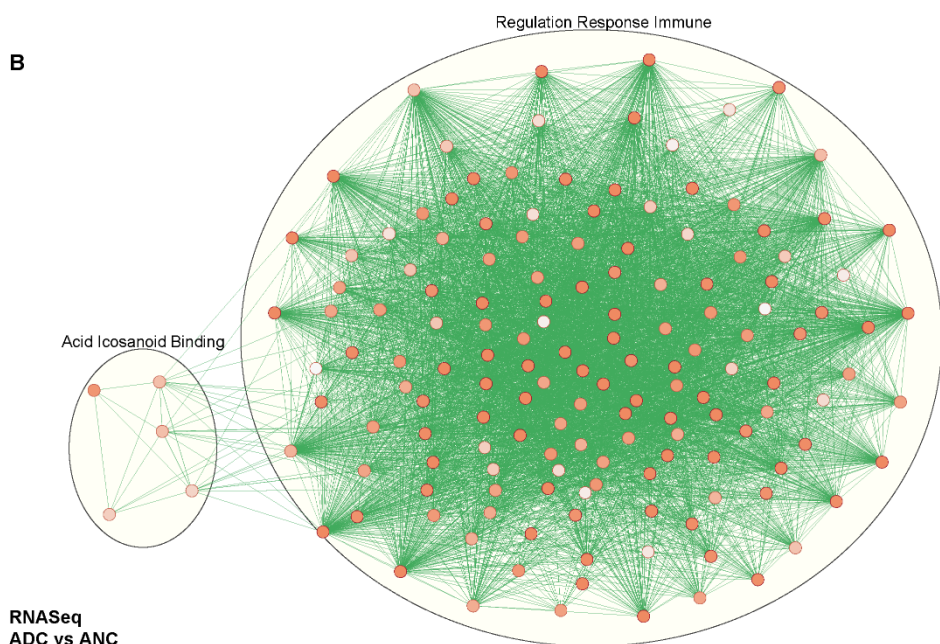 Regulation Response Immune
B
Acid Icosanoid Binding
RNASeq
ADC vs ANC